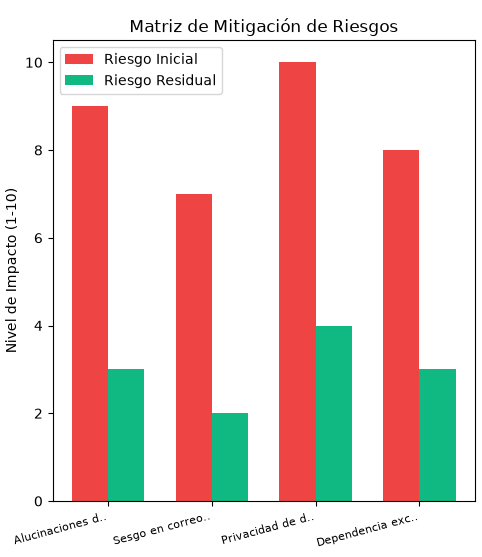 Matriz de Mitigación de Riesgos
Riesgo Inicial
Riesgo Residual
Nivel de Impacto (1-10)
10
8
6
4
2
0
Alucinaciones d..
Sesgo en correo..
Privacidad de d..
Dependencia exc..